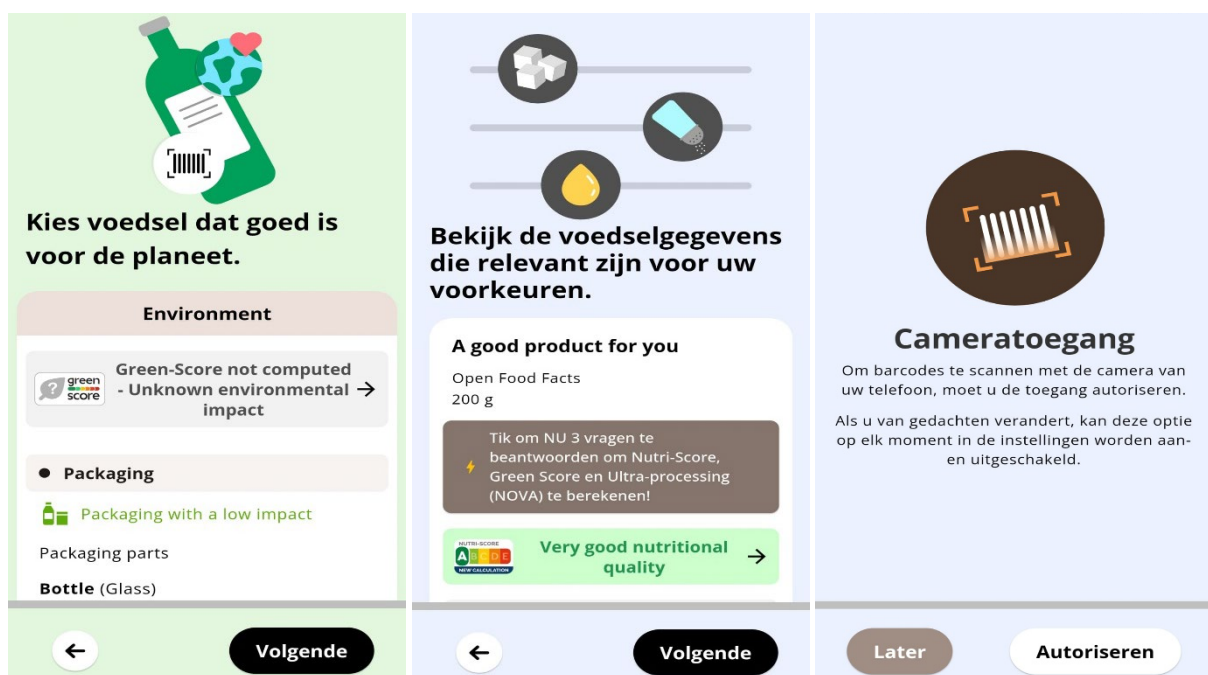 Kies voedsel dat goed is
voor de planeet.
Environment
green
score
Green-Score not computed
- Unknown environmental
impact
Packaging
Packaging with a low impact
Packaging parts
Bottle (Glass)
Volgende
Bekijk de voedselgegevens
die relevant zijn voor uw
voorkeuren.
A good product for you
Open Food Facts
200 g
Tik om NU 3 vragen te
beantwoorden om Nutri-Score,
Green Score en Ultra-processing
(NOVA) te berekenen!
NUTRI-SCORE
A B C D E
NEW CALCULATION
Very good nutritional
quality
Volgende
Cameratoegang
Om barcodes te scannen met de camera van
uw telefoon, moet u de toegang autoriseren.
Als u van gedachten verandert, kan deze optie
op elk moment in de instellingen worden aan-
en uitgeschakeld.
Later
Autoriseren